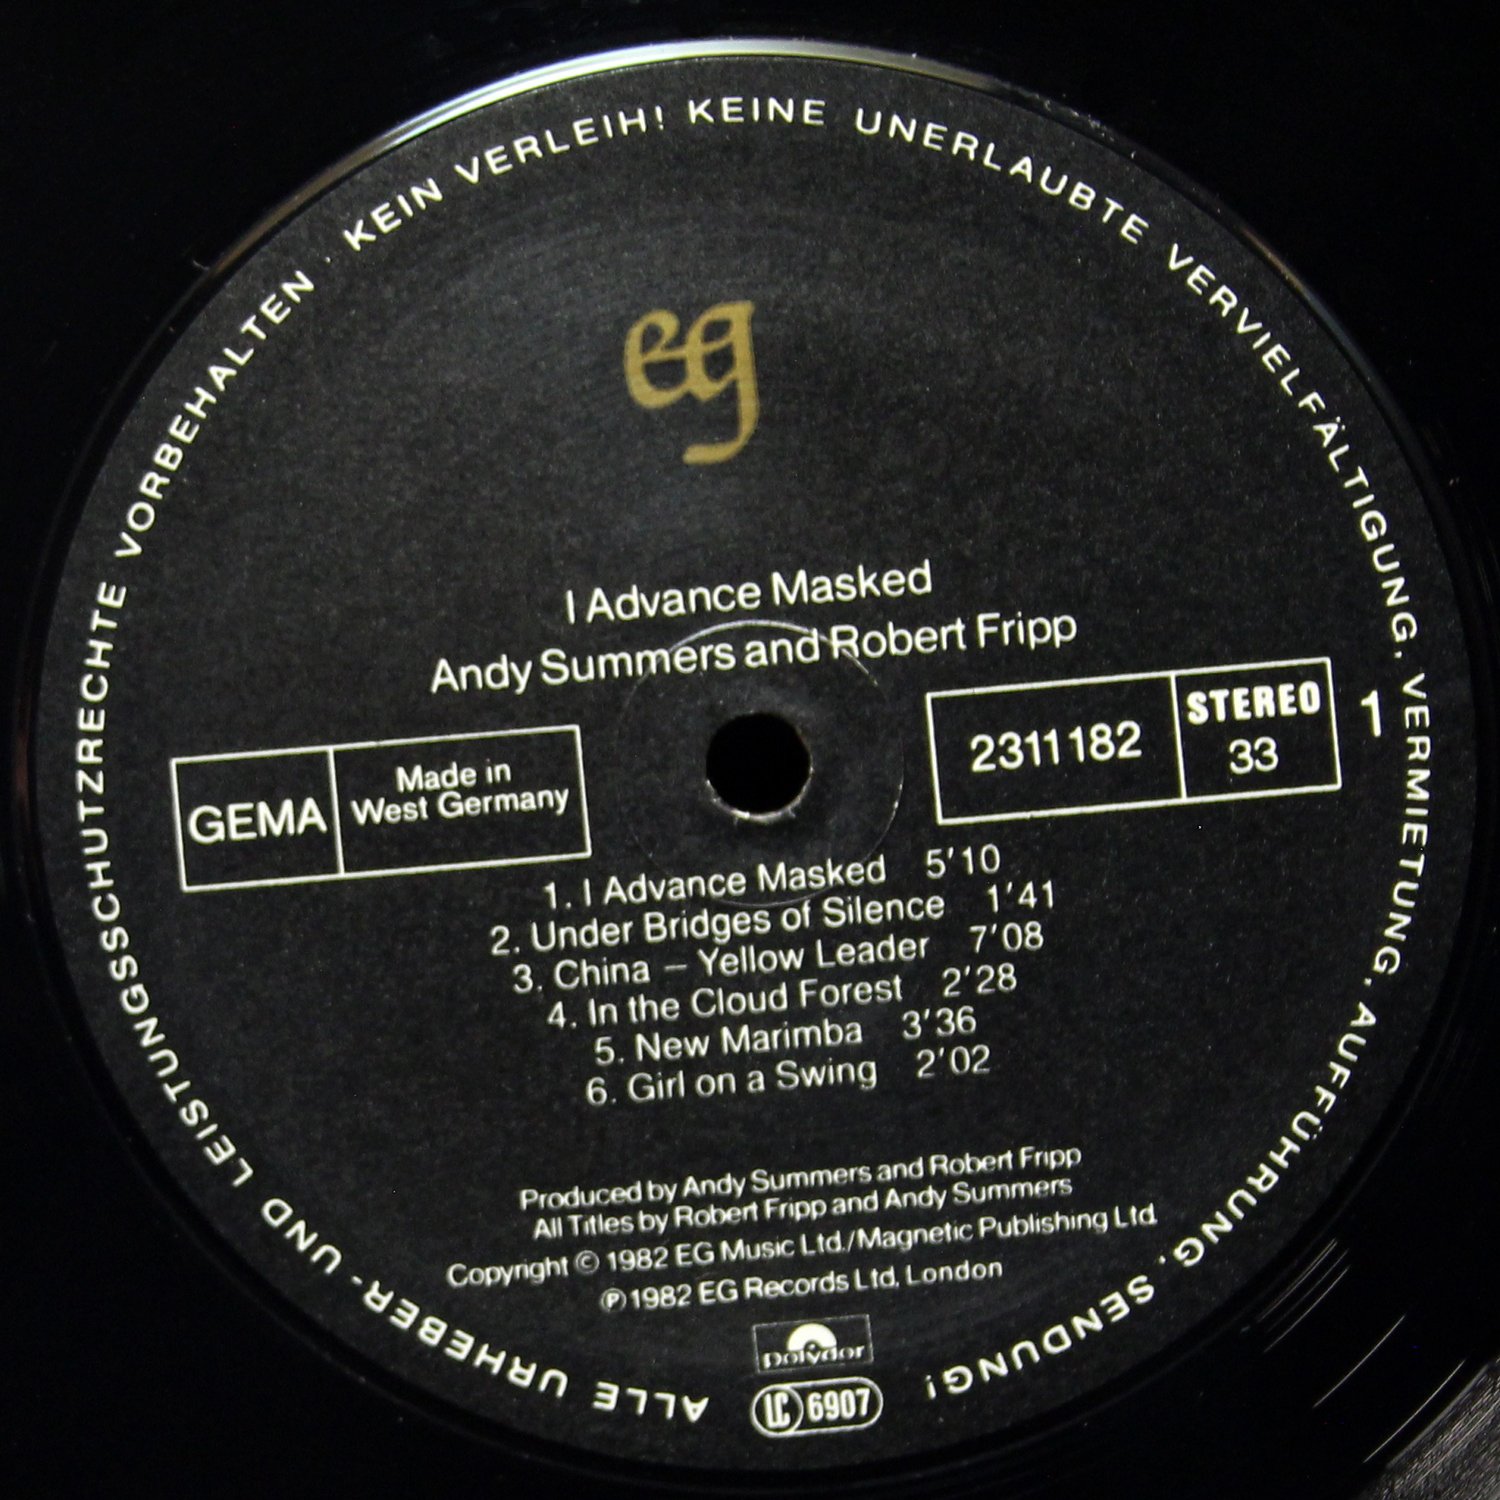 ALLE URHEBER- UND LEISTUNGSSCHUTZRECHTE VORBEHALTEN · KEIN VERLEIH! KEINE UNERLAUBTE VERVIELFÄLTIGUNG, VERMIETUNG, AUFFÜHRUNG, SENDUNG!
eg
I Advance Masked
Andy Summers and Robert Fripp
GEMA
Made in
West Germany
2311182
STEREO
33
1
1. I Advance Masked 5'10
2. Under Bridges of Silence 1'41
3. China – Yellow Leader 7'08
4. In the Cloud Forest 2'28
5. New Marimba 3'36
6. Girl on a Swing 2'02
Produced by Andy Summers and Robert Fripp
All Titles by Robert Fripp and Andy Summers
Copyright © 1982 EG Music Ltd./Magnetic Publishing Ltd.
℗ 1982 EG Records Ltd. London
Polydor
LC 6907